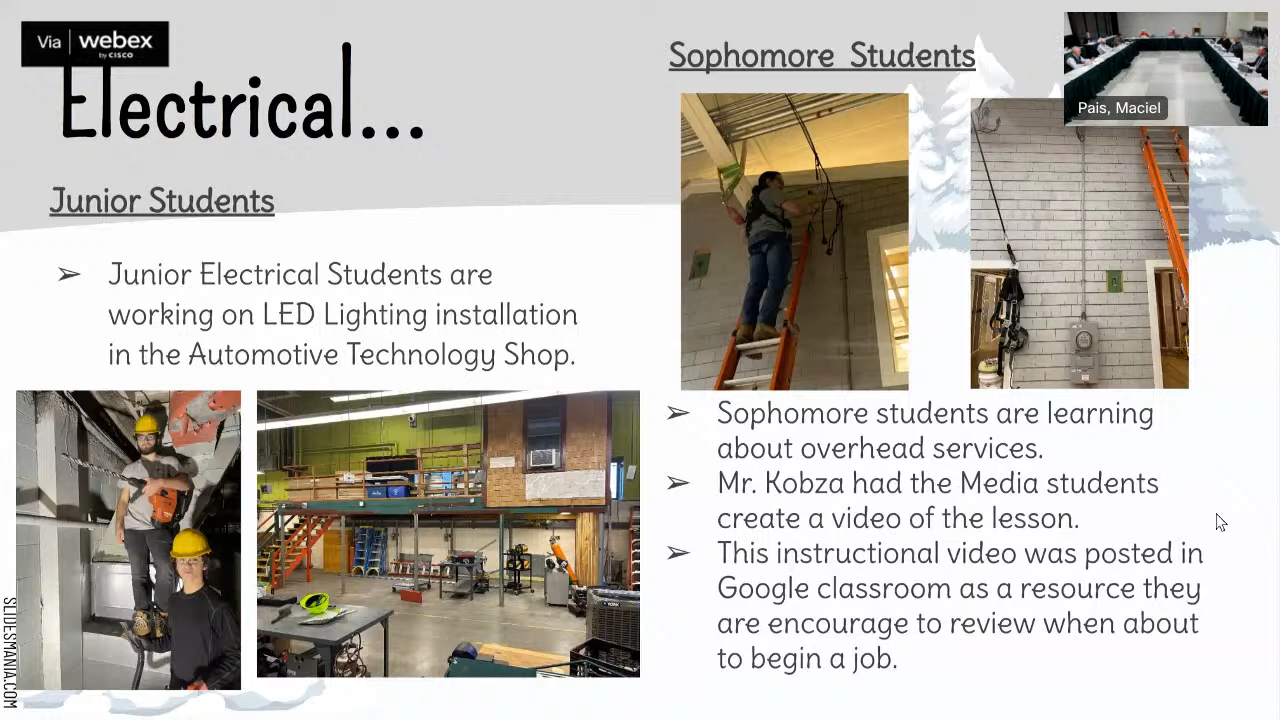 Via webex
by CISCO
Electrical...
Junior Students
➢ Junior Electrical Students are
working on LED Lighting installation
in the Automotive Technology Shop.
Sophomore Students
Pais, Maciel
➢ Sophomore students are learning
about overhead services.
➢ Mr. Kobza had the Media students
create a video of the lesson.
➢ This instructional video was posted in
Google classroom as a resource they
are encourage to review when about
to begin a job.
SLIDESMANIA.COM